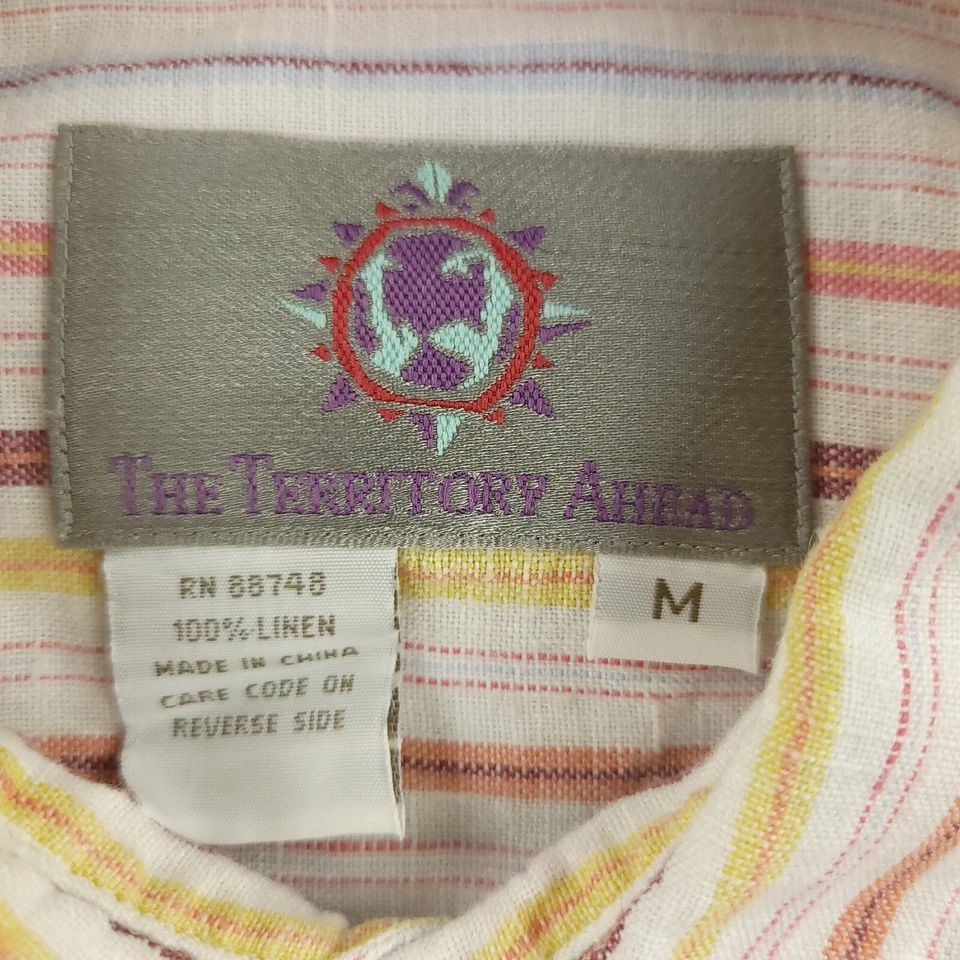 THE TERRITORY AHEAD
RN 88748
100% LINEN
MADE IN CHINA
CARE CODE ON
REVERSE SIDE
M